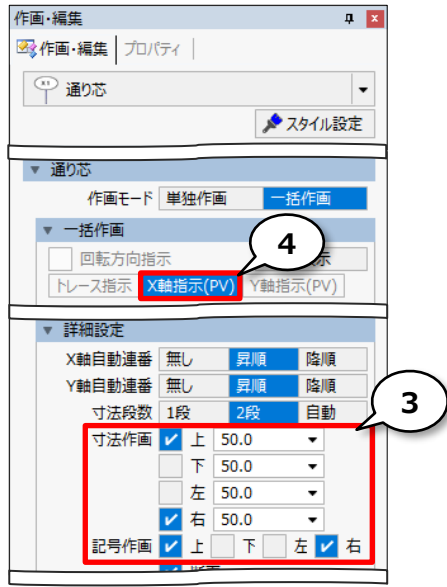 作画・編集
作画・編集 プロパティ
X1 通り芯
スタイル設定
通り芯
作画モード 単独作画 一括作画
一括作画
4
回転方向指示 示
トレース指示 X軸指示(PV) Y軸指示(PV)
詳細設定
X軸自動連番 無し 昇順 降順
Y軸自動連番 無し 昇順 降順
寸法段数 1段 2段 自動
3
寸法作画 上 50.0
下 50.0
左 50.0
右 50.0
記号作画 上 下 左 右